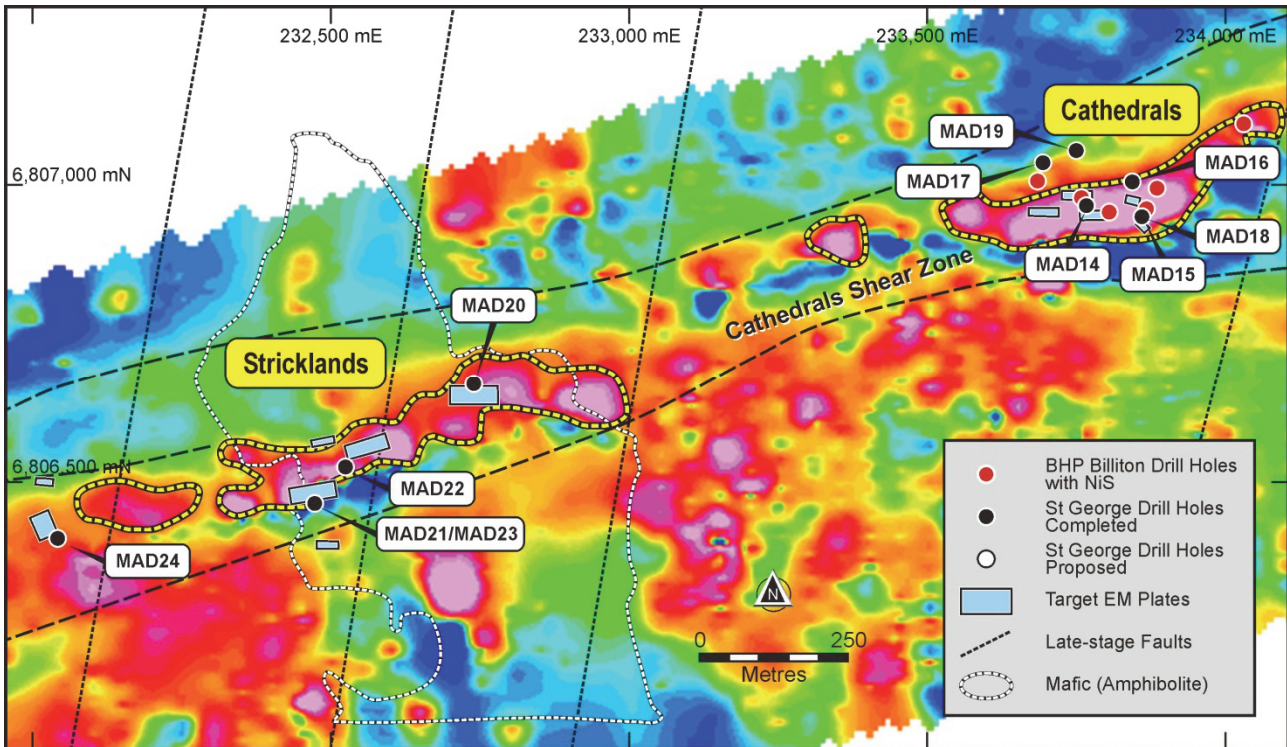 232,500 mE
233,000 mE
233,500 mE
234,000 mE
6,807,000 mN
6,806,500 mN
MAD19
Cathedrals
MAD17
MAD16
MAD18
MAD14
MAD15
Cathedrals Shear Zone
MAD20
Stricklands
MAD22
MAD21/MAD23
MAD24
N
0
250
Metres
BHP Billiton Drill Holes
with NiS
St George Drill Holes
Completed
St George Drill Holes
Proposed
Target EM Plates
Late-stage Faults
Mafic (Amphibolite)